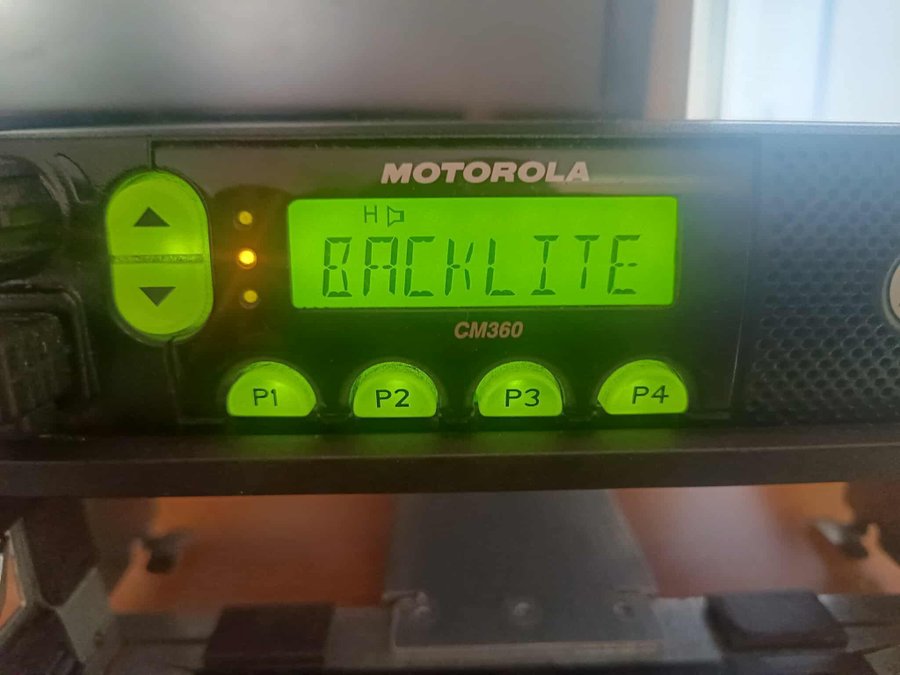 MOTOROLA
H
BACKLITE
CM360
P1 P2 P3 P4